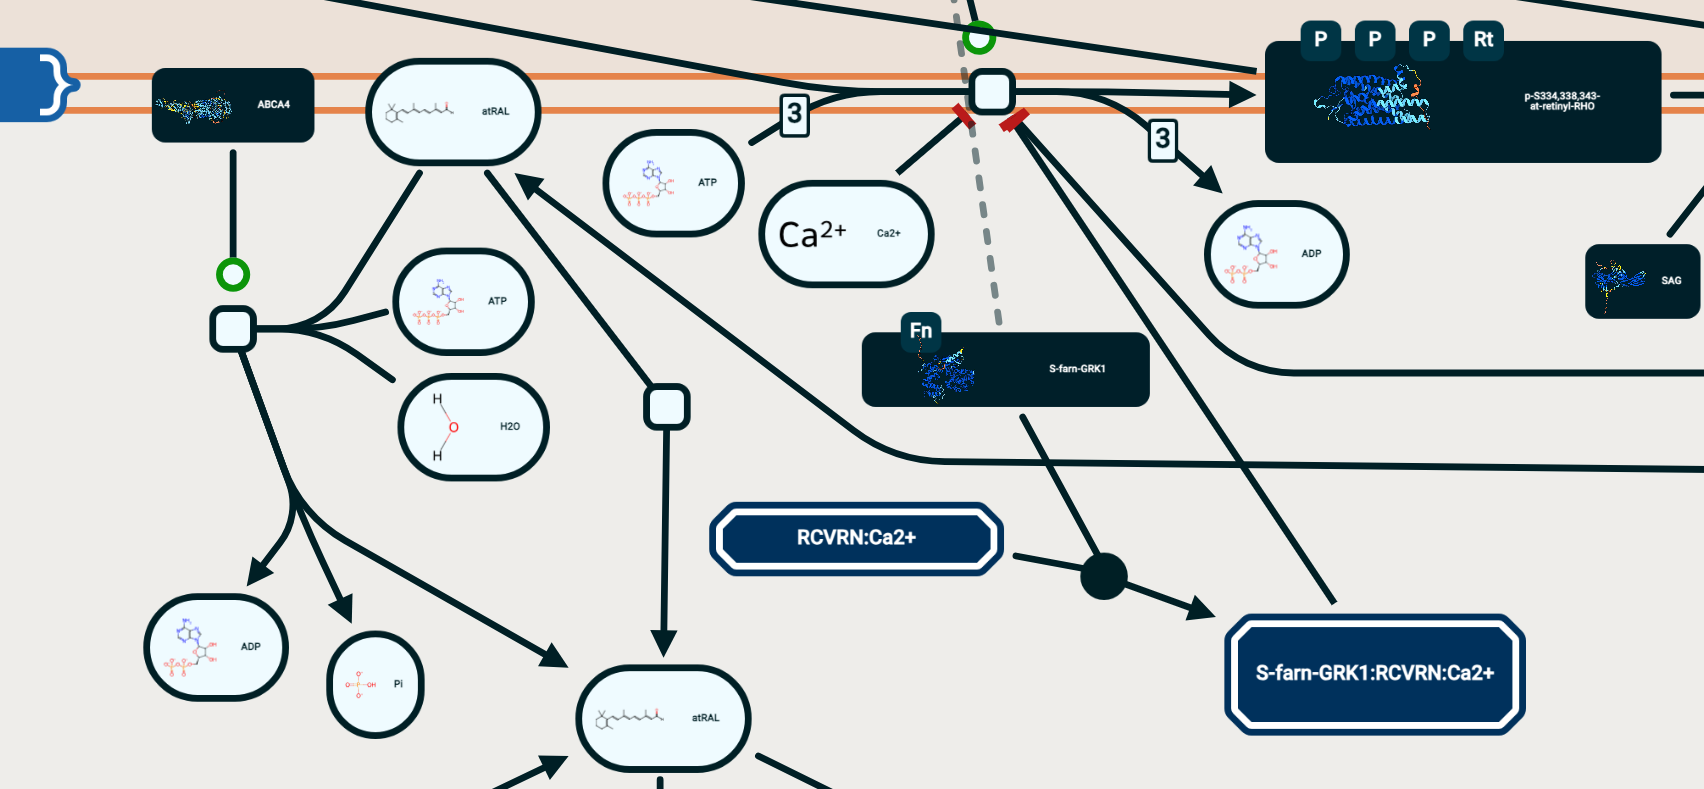 P
P
P
Rt
ABCA4
atRAL
3
ATP
Ca²⁺
Ca2+
3
p-S334,338,343-
at-retinyl-RHO
ADP
SAG
ATP
Fn
S-farn-GRK1
H
O
H
H2O
RCVRN:Ca2+
ADP
Pi
atRAL
S-farn-GRK1:RCVRN:Ca2+